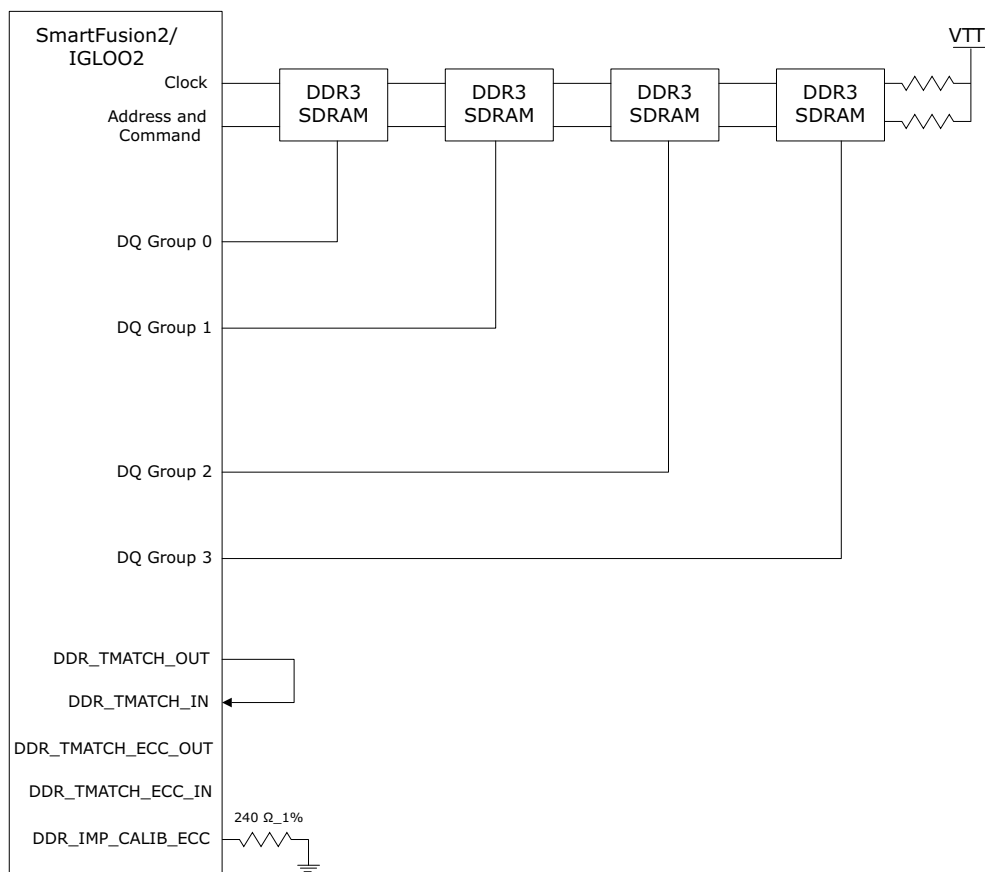 SmartFusion2/
IGLOO2
VTT
Clock
DDR3
SDRAM
DDR3
SDRAM
DDR3
SDRAM
DDR3
SDRAM
Address and
Command
DQ Group 0
DQ Group 1
DQ Group 2
DQ Group 3
DDR_TMATCH_OUT
DDR_TMATCH_IN
DDR_TMATCH_ECC_OUT
DDR_TMATCH_ECC_IN
240 Ω_1%
DDR_IMP_CALIB_ECC